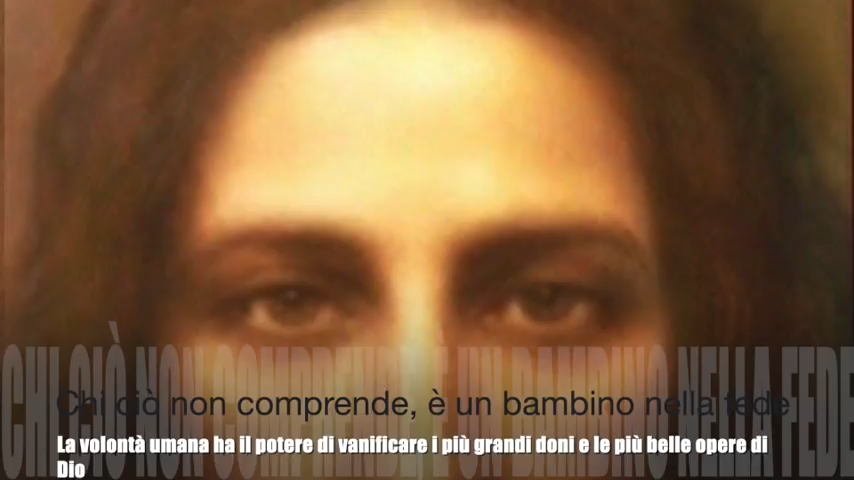 CHI CIÒ NON COMPRENDE, È UN BAMBINO NELLA FEDE
Chi ciò non comprende, è un bambino nella fede
La volontà umana ha il potere di vanificare i più grandi doni e le più belle opere di
Dio